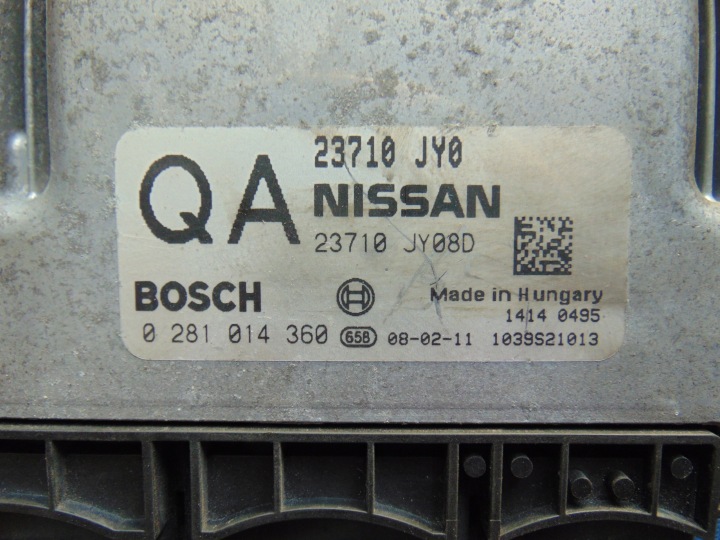 QA
23710 JY0
NISSAN
23710 JY08D
BOSCH
Made in Hungary
1414 0495
0 281 014 360 65B 08-02-11 1039S21013